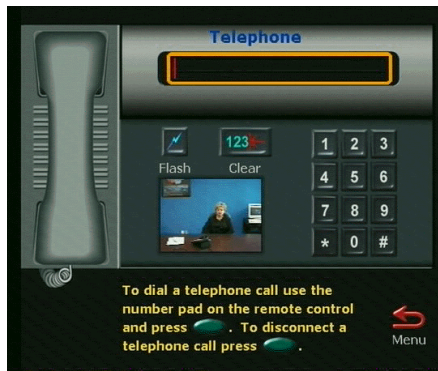 Telephone
123
Flash
Clear
1 2 3
4 5 6
7 8 9
* 0 #
To dial a telephone call use the
number pad on the remote control
and press . To disconnect a
telephone call press .
Menu